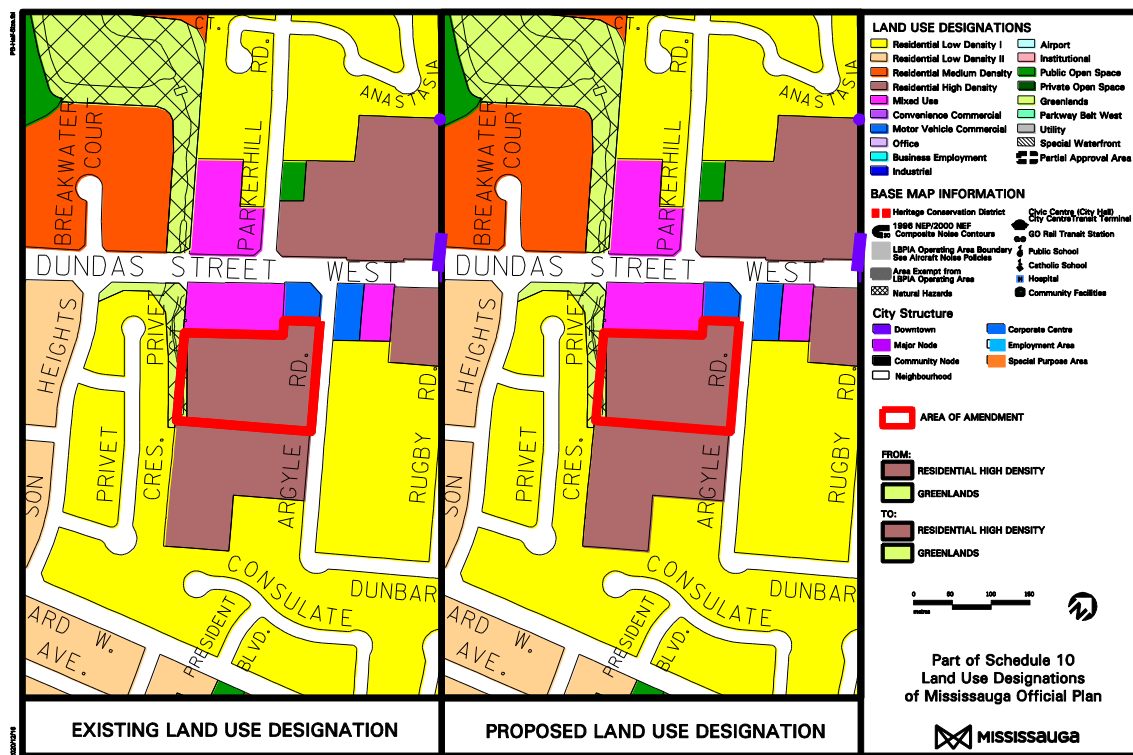 PB-Half-Size.tbl
2020/12/16
CT.
RD.
ANASTASIA
BREAKWATER
COURT
PARKERHILL
DUNDAS STREET WEST
HEIGHTS
PRIVET
RD.
RD.
PRIVET
CRES.
ARGYLE
RUGBY
SON
CONSULATE
DUNBAR
PRESIDENT
BLVD.
ARD W.
AVE.
EXISTING LAND USE DESIGNATION
CT.
RD.
ANASTASIA
BREAKWATER
COURT
PARKERHILL
DUNDAS STREET WEST
HEIGHTS
PRIVET
RD.
RD.
PRIVET
CRES.
ARGYLE
RUGBY
SON
CONSULATE
DUNBAR
PRESIDENT
BLVD.
ARD W.
AVE.
PROPOSED LAND USE DESIGNATION
LAND USE DESIGNATIONS
Residential Low Density I
Residential Low Density II
Residential Medium Density
Residential High Density
Mixed Use
Convenience Commercial
Motor Vehicle Commercial
Office
Business Employment
Industrial
Airport
Institutional
Public Open Space
Private Open Space
Greenlands
Parkway Belt West
Utility
Special Waterfront
Partial Approval Area
BASE MAP INFORMATION
Heritage Conservation District
1996 NEP/2000 NEF
Composite Noise Contours
LBPIA Operating Area Boundary
See Aircraft Noise Policies
Area Exempt from
LBPIA Operating Area
Natural Hazards
Civic Centre (City Hall)
City Centre Transit Terminal
GO Rail Transit Station
Public School
Catholic School
Hospital
Community Facilities
City Structure
Downtown
Major Node
Community Node
Neighbourhood
Corporate Centre
Employment Area
Special Purpose Area
AREA OF AMENDMENT
FROM:
RESIDENTIAL HIGH DENSITY
GREENLANDS
TO:
RESIDENTIAL HIGH DENSITY
GREENLANDS
0 50 100 150
metres
Part of Schedule 10
Land Use Designations
of Mississauga Official Plan
MISSISSAUGA